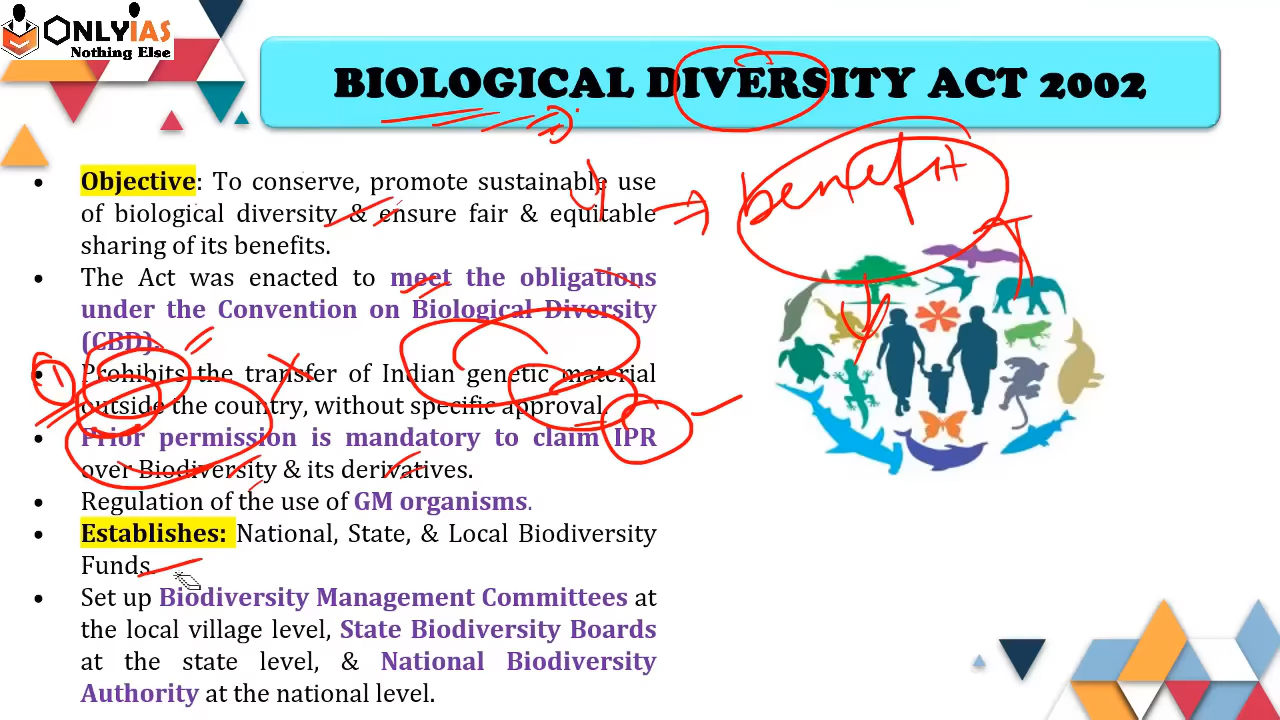 ONLYIAS
Nothing Else
BIOLOGICAL DIVERSITY ACT 2002
• Objective: To conserve, promote sustainable use
of biological diversity & ensure fair & equitable
sharing of its benefits.
• The Act was enacted to meet the obligations
under the Convention on Biological Diversity
(CBD).
• Prohibits the transfer of Indian genetic material
outside the country, without specific approval.
• Prior permission is mandatory to claim IPR
over Biodiversity & its derivatives.
• Regulation of the use of GM organisms.
• Establishes: National, State, & Local Biodiversity
Funds.
• Set up Biodiversity Management Committees at
the local village level, State Biodiversity Boards
at the state level, & National Biodiversity
Authority at the national level.
benefit